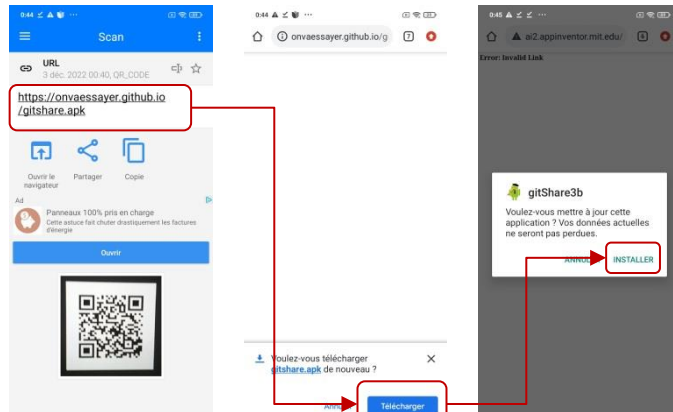 0:44
Scan
URL
3 déc. 2022 00:40, QR_CODE
https://onvaessayer.github.io
/gitshare.apk
Ouvrir le
navigateur
Partager
Copie
Ad
Panneaux 100% pris en charge
Cette astuce fait chuter drastiquement les factures
d'énergie
Ouvrir
0:44
onvaessayer.github.io/g
7
Voulez-vous télécharger
gitshare.apk de nouveau ?
Télécharger
0:45
ai2.appinventor.mit.edu/
6
Error: Invalid Link
gitShare3b
Voulez-vous mettre à jour cette
application ? Vos données actuelles
ne seront pas perdues.
INSTALLER